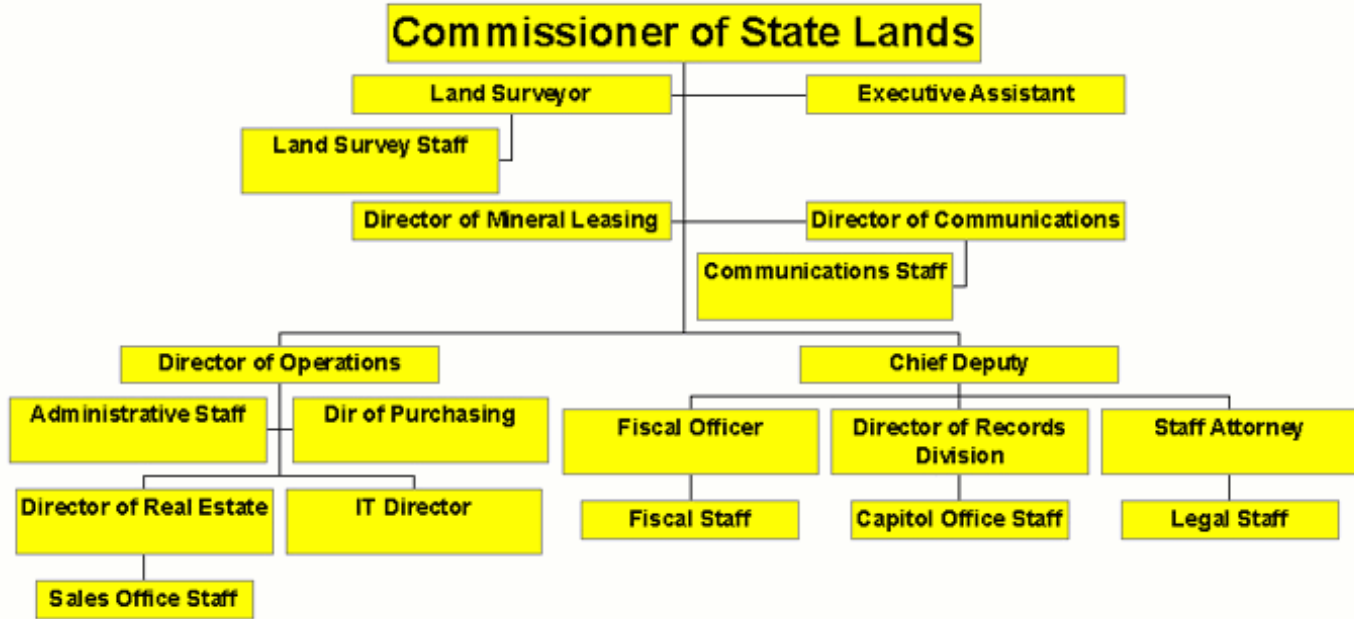 Commissioner of State Lands
Land Surveyor
Executive Assistant
Land Survey Staff
Director of Mineral Leasing
Director of Communications
Communications Staff
Director of Operations
Chief Deputy
Administrative Staff
Dir of Purchasing
Fiscal Officer
Director of Records
Division
Staff Attorney
Director of Real Estate
IT Director
Fiscal Staff
Capitol Office Staff
Legal Staff
Sales Office Staff